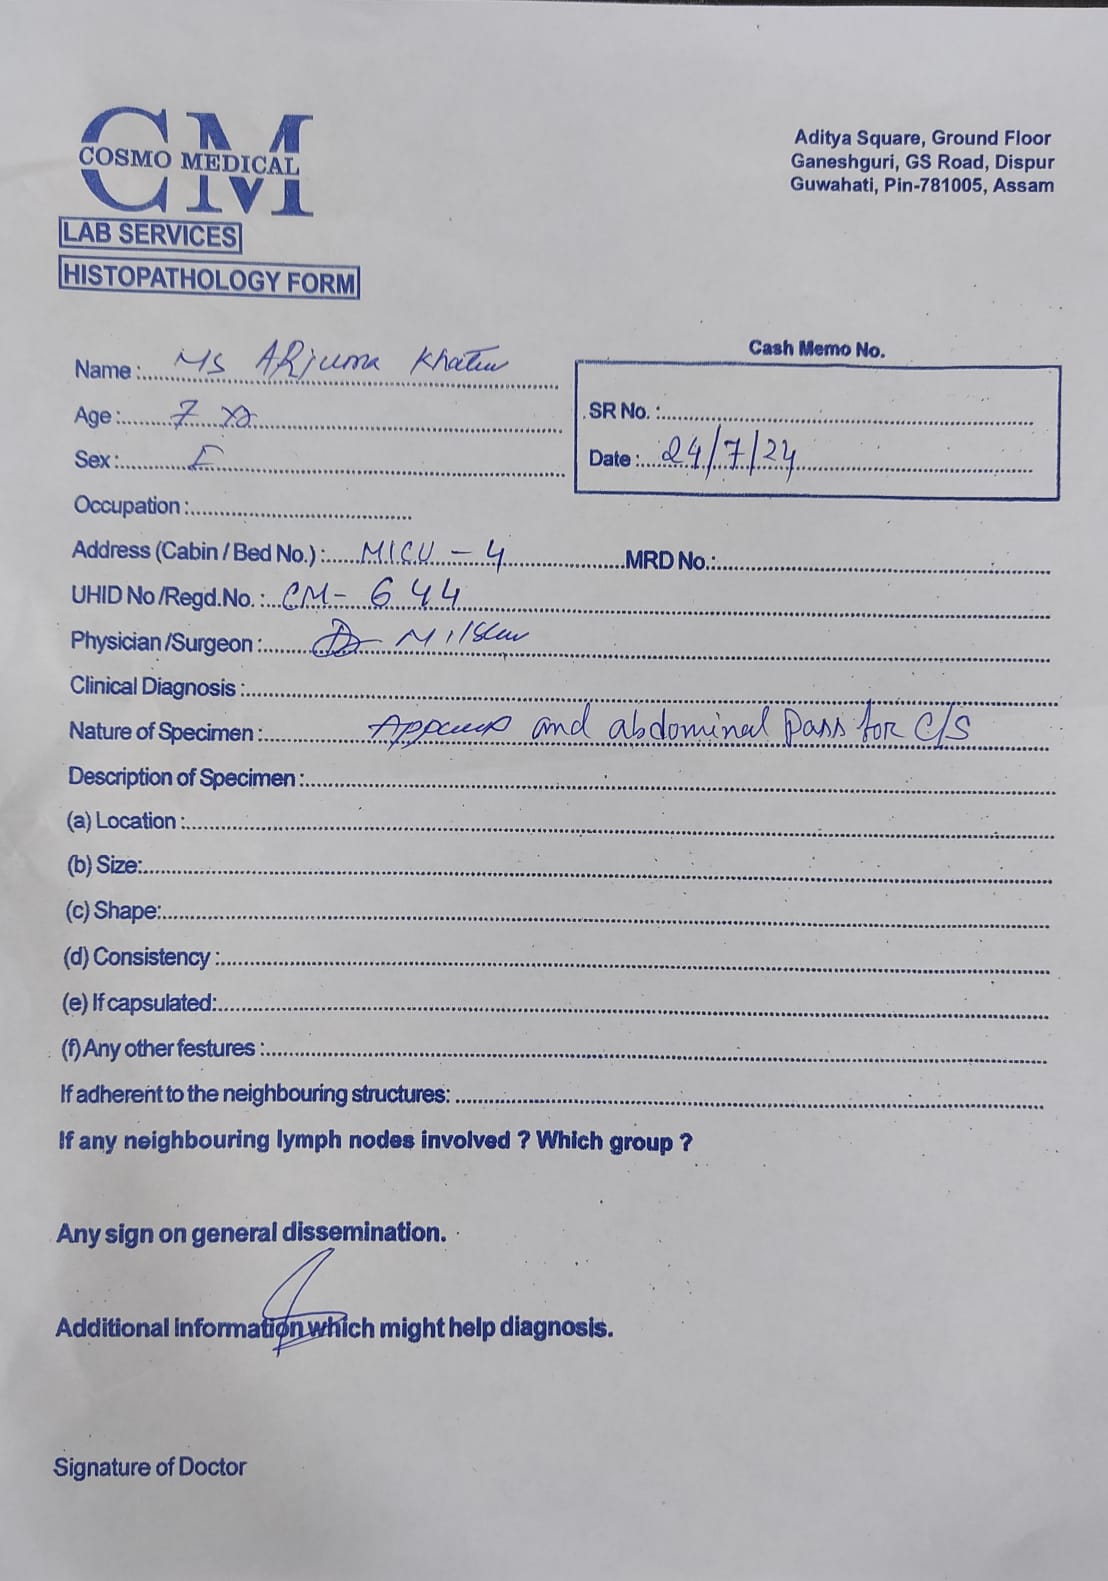 CM
COSMO MEDICAL
LAB SERVICES
HISTOPATHOLOGY FORM
Aditya Square, Ground Floor
Ganeshguri, GS Road, Dispur
Guwahati, Pin-781005, Assam
Cash Memo No.
Name : Ms ARjuma Khatun
Age : 7
Sex : F
SR No. :
Date : 24/7/24
Occupation :
Address (Cabin / Bed No.) : MICU - 4 MRD No.:
UHID No /Regd.No. : CM- 644
Physician /Surgeon : Dr
Clinical Diagnosis :
Nature of Specimen : and abdominal Pass for C/S
Description of Specimen :
(a) Location :
(b) Size:
(c) Shape:
(d) Consistency :
(e) If capsulated:
(f) Any other festures :
If adherent to the neighbouring structures:
If any neighbouring lymph nodes involved ? Which group ?
Any sign on general dissemination.
Additional information which might help diagnosis.
Signature of Doctor